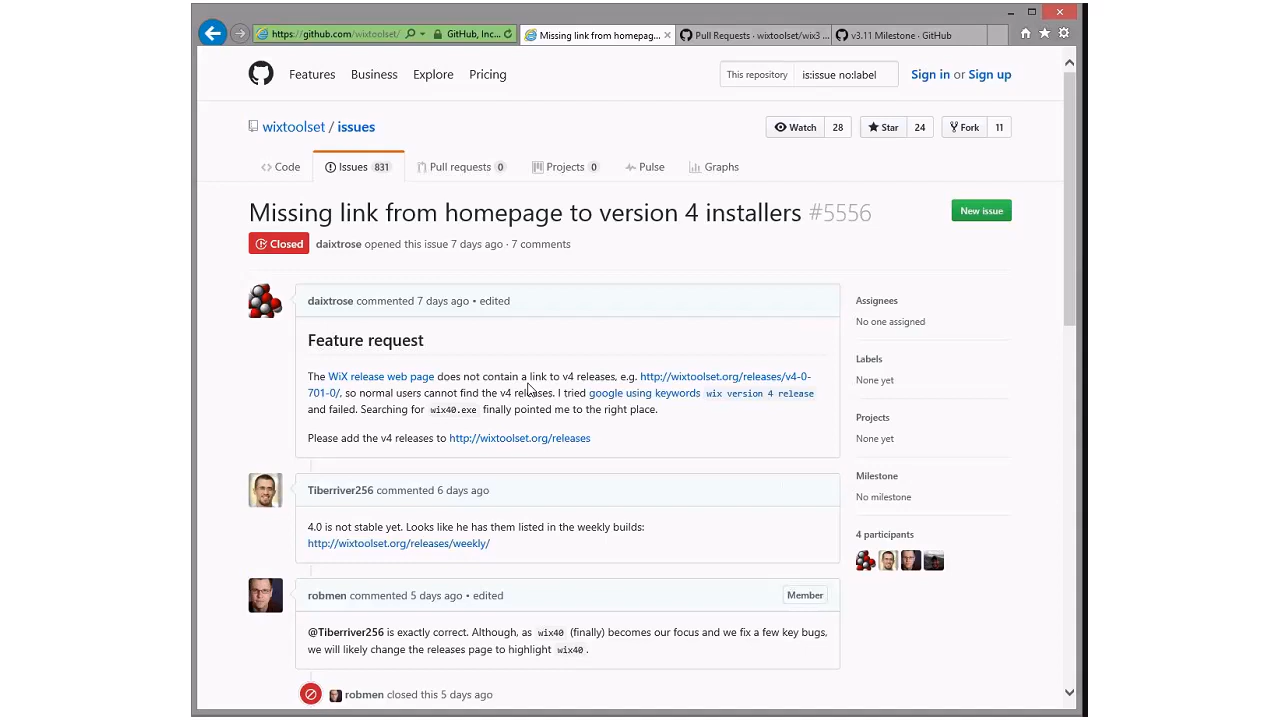 https://github.com/wixtoolset/ GitHub, Inc... Missing link from homepag... Pull Requests · wixtoolset/wix3 ... v3.11 Milestone · GitHub
Features Business Explore Pricing This repository is:issue no:label Sign in or Sign up
wixtoolset / issues Watch 28 Star 24 Fork 11
Code Issues 831 Pull requests 0 Projects 0 Pulse Graphs
Missing link from homepage to version 4 installers #5556 New issue
Closed daixtrose opened this issue 7 days ago · 7 comments
daixtrose commented 7 days ago • edited
Feature request
The WiX release web page does not contain a link to v4 releases, e.g. http://wixtoolset.org/releases/v4-0-
701-0/, so normal users cannot find the v4 releases. I tried google using keywords wix version 4 release
and failed. Searching for wix40.exe finally pointed me to the right place.
Please add the v4 releases to http://wixtoolset.org/releases
Assignees
No one assigned
Labels
None yet
Projects
None yet
Milestone
No milestone
4 participants
Tiberriver256 commented 6 days ago
4.0 is not stable yet. Looks like he has them listed in the weekly builds:
http://wixtoolset.org/releases/weekly/
robmen commented 5 days ago • edited Member
@Tiberriver256 is exactly correct. Although, as wix40 (finally) becomes our focus and we fix a few key bugs,
we will likely change the releases page to highlight wix40 .
robmen closed this 5 days ago